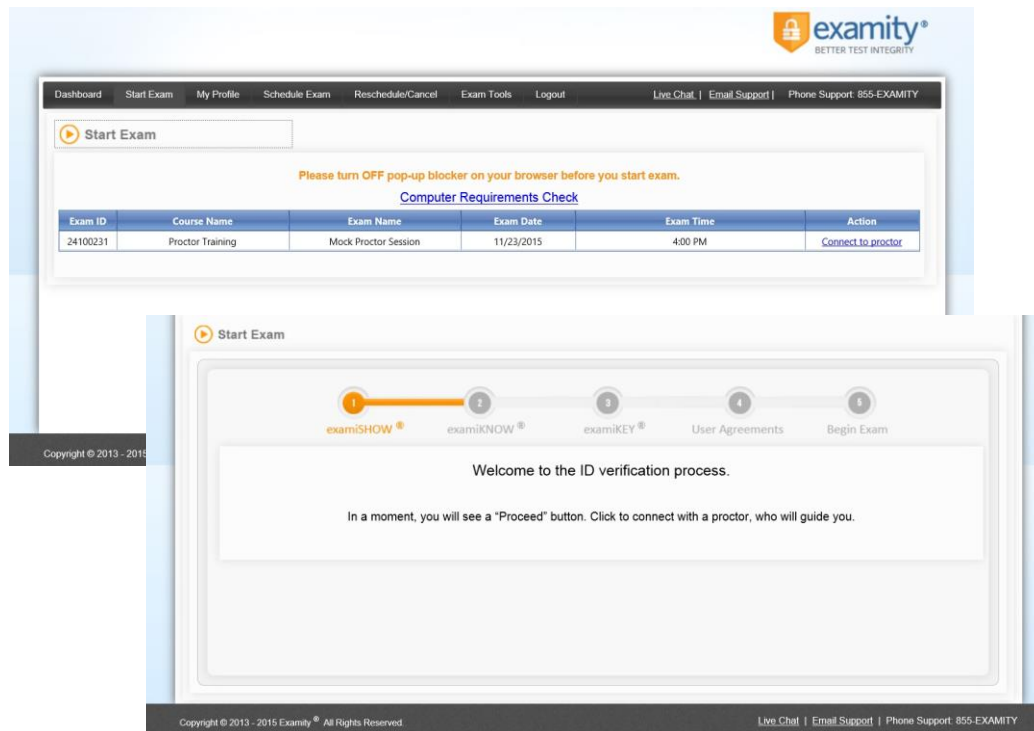 examity®
BETTER TEST INTEGRITY
Dashboard Start Exam My Profile Schedule Exam Reschedule/Cancel Exam Tools Logout Live Chat | Email Support | Phone Support: 855-EXAMITY
Start Exam
Please turn OFF pop-up blocker on your browser before you start exam.
Computer Requirements Check
Exam ID Course Name Exam Name Exam Date Exam Time Action
24100231 Proctor Training Mock Proctor Session 11/23/2015 4:00 PM Connect to proctor
Copyright © 2013 - 2015
Start Exam
1 2 3 4 5
examiSHOW ® examiKNOW ® examiKEY ® User Agreements Begin Exam
Welcome to the ID verification process.
In a moment, you will see a “Proceed” button. Click to connect with a proctor, who will guide you.
Copyright © 2013 - 2015 Examity ® All Rights Reserved. Live Chat | Email Support | Phone Support: 855-EXAMITY